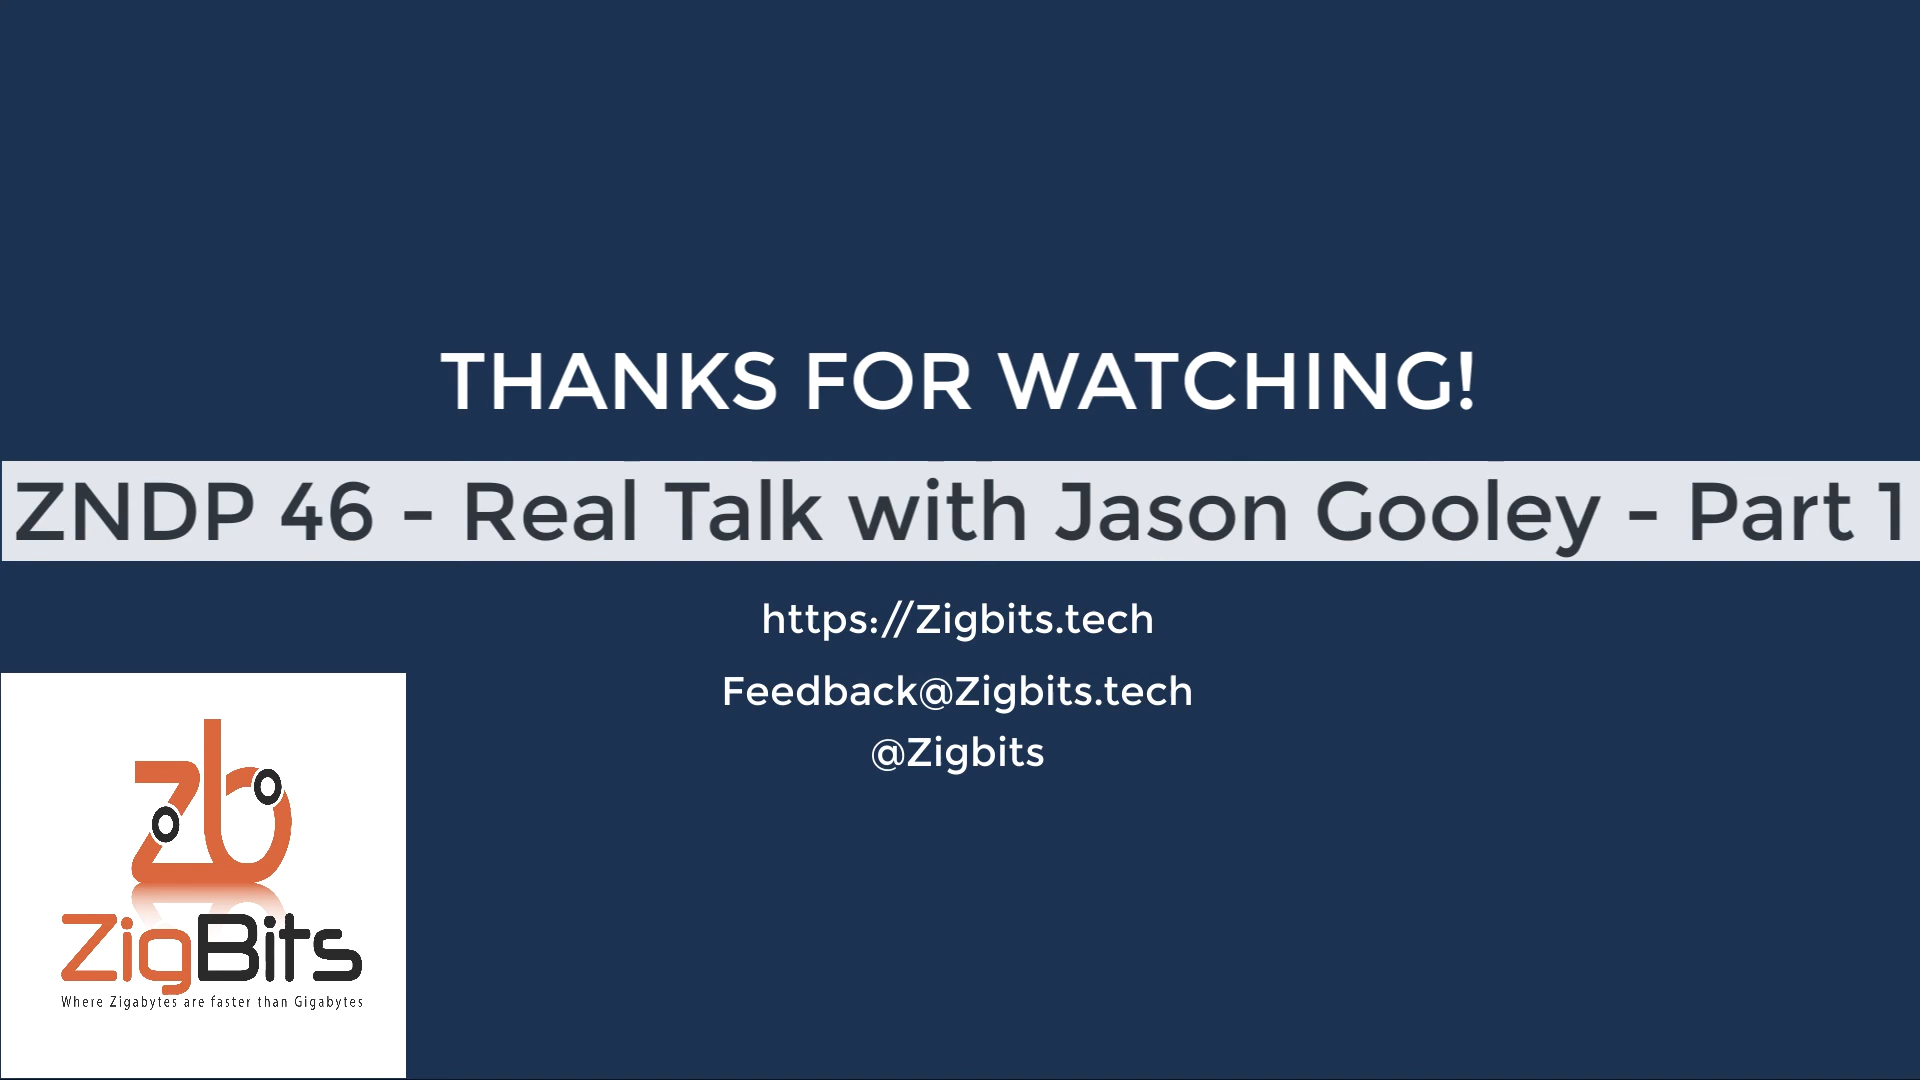 THANKS FOR WATCHING!
ZNDP 46 - Real Talk with Jason Gooley - Part 1
https://Zigbits.tech
Feedback@Zigbits.tech
@Zigbits
zb
ZigBits
Where Zigabytes are faster than Gigabytes